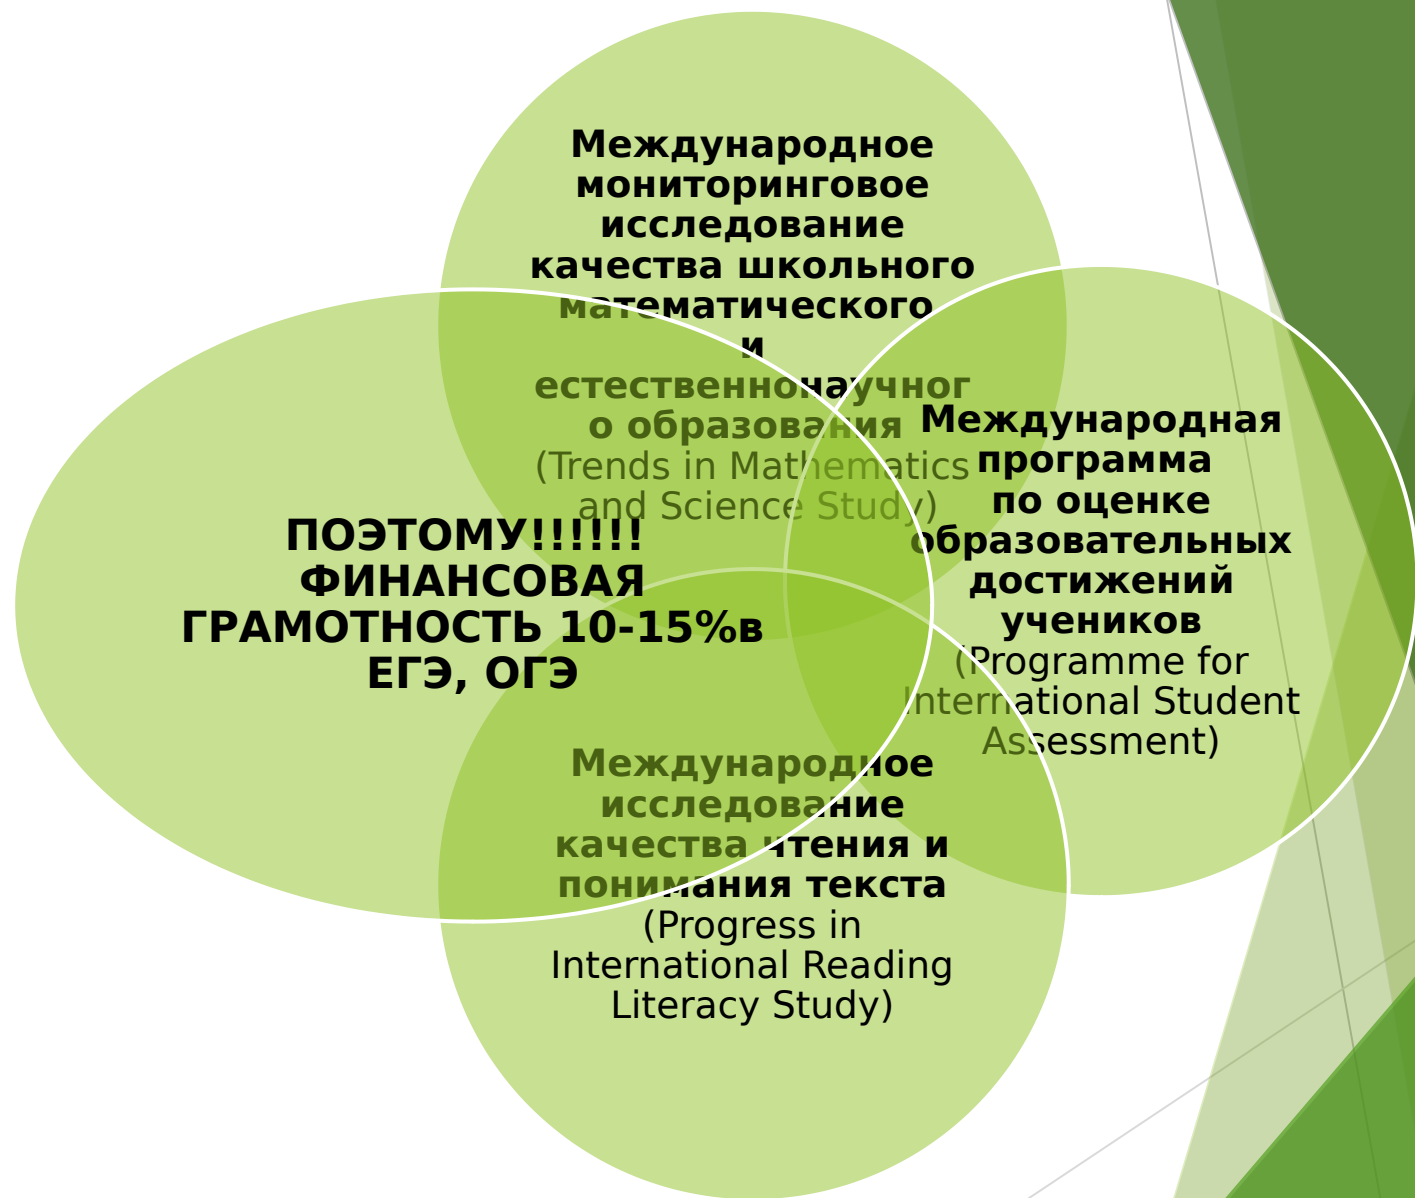 Международное
мониторинговое
исследование
качества школьного
математического
и
естественнонаучног
о образования
(Trends in Mathematics
and Science Study)
Международная
программа
по оценке
образовательных
достижений
учеников
(Programme for
International Student
Assessment)
Международное
исследование
качества чтения и
понимания текста
(Progress in
International Reading
Literacy Study)
ПОЭТОМУ!!!!!!
ФИНАНСОВАЯ
ГРАМОТНОСТЬ 10-15%в
ЕГЭ, ОГЭ